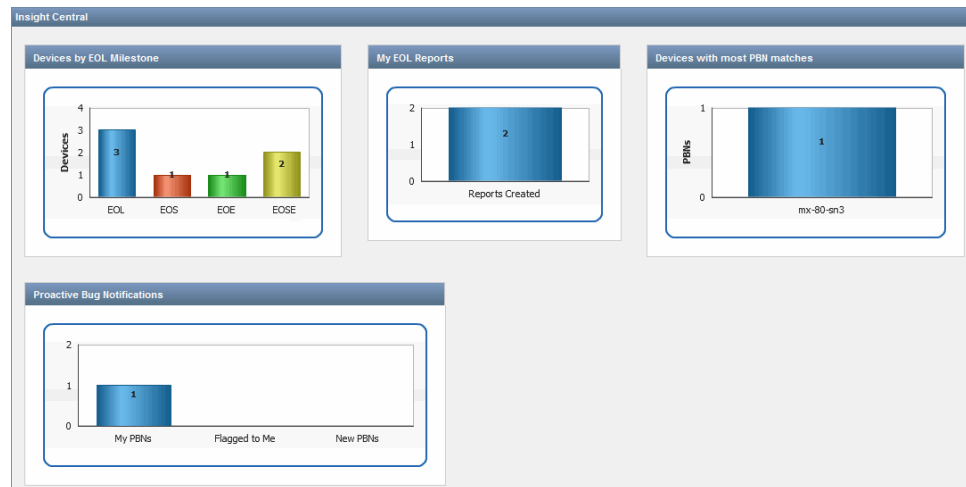 Insight Central
Devices by EOL Milestone
4
3
2
1
0
Devices
3
1
1
2
EOL EOS EOE EOSE
My EOL Reports
2
1
0
2
Reports Created
Devices with most PBN matches
1
0
PBNs
1
mx-80-sn3
Proactive Bug Notifications
2
1
0
1
My PBNs Flagged to Me New PBNs